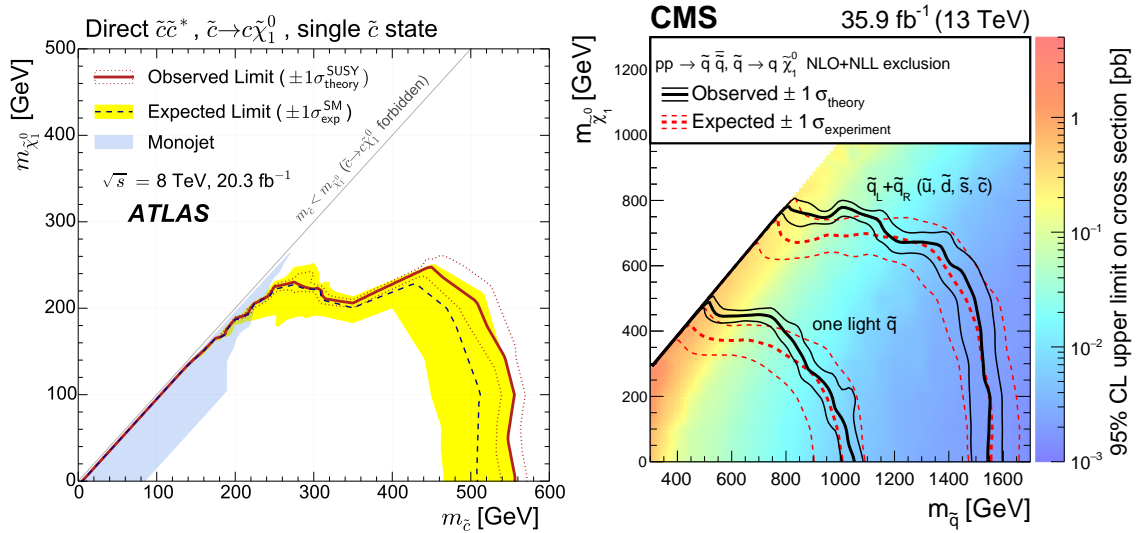 Direct c̃c̃*, c̃→cχ̃⁰₁, single c̃ state
m_χ̃⁰₁ [GeV]
500
400
300
200
100
0
Observed Limit (±1σ^SUSY_theory)
Expected Limit (±1σ^SM_exp)
Monojet
√s = 8 TeV, 20.3 fb⁻¹
ATLAS
m_c̃ < m_χ̃⁰₁ (c̃→cχ̃⁰₁ forbidden)
0 100 200 300 400 500 600
m_c̃ [GeV]
CMS 35.9 fb⁻¹ (13 TeV)
m_χ̃⁰₁ [GeV]
1200
1000
800
600
400
200
0
pp → q̃ q̃̄, q̃ → q χ̃⁰₁ NLO+NLL exclusion
Observed ± 1 σ_theory
Expected ± 1 σ_experiment
q̃_L+q̃_R (ũ, d̃, s̃, c̃)
one light q̃
400 600 800 1000 1200 1400 1600
m_q̃ [GeV]
1
10⁻¹
10⁻²
10⁻³
95% CL upper limit on cross section [pb]